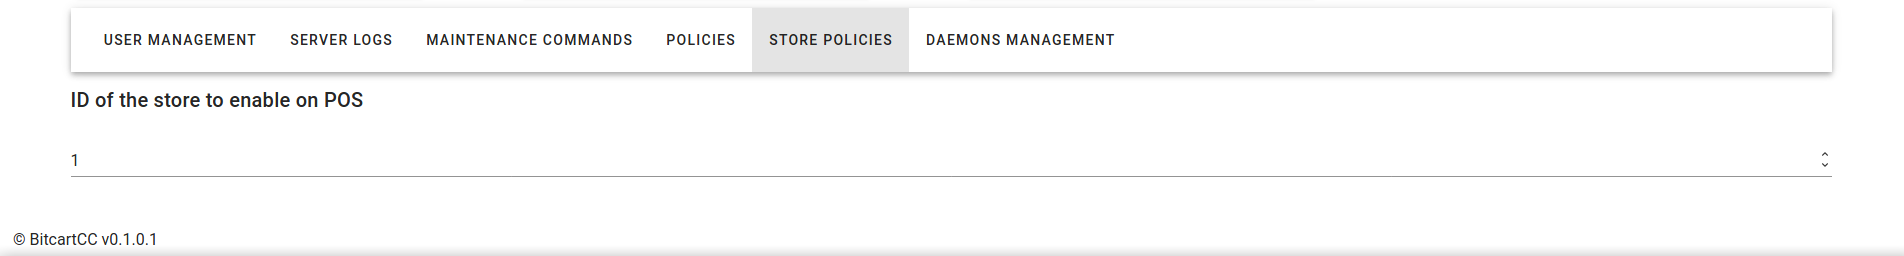 USER MANAGEMENT SERVER LOGS MAINTENANCE COMMANDS POLICIES STORE POLICIES DAEMONS MANAGEMENT
ID of the store to enable on POS
1
© BitcartCC v0.1.0.1